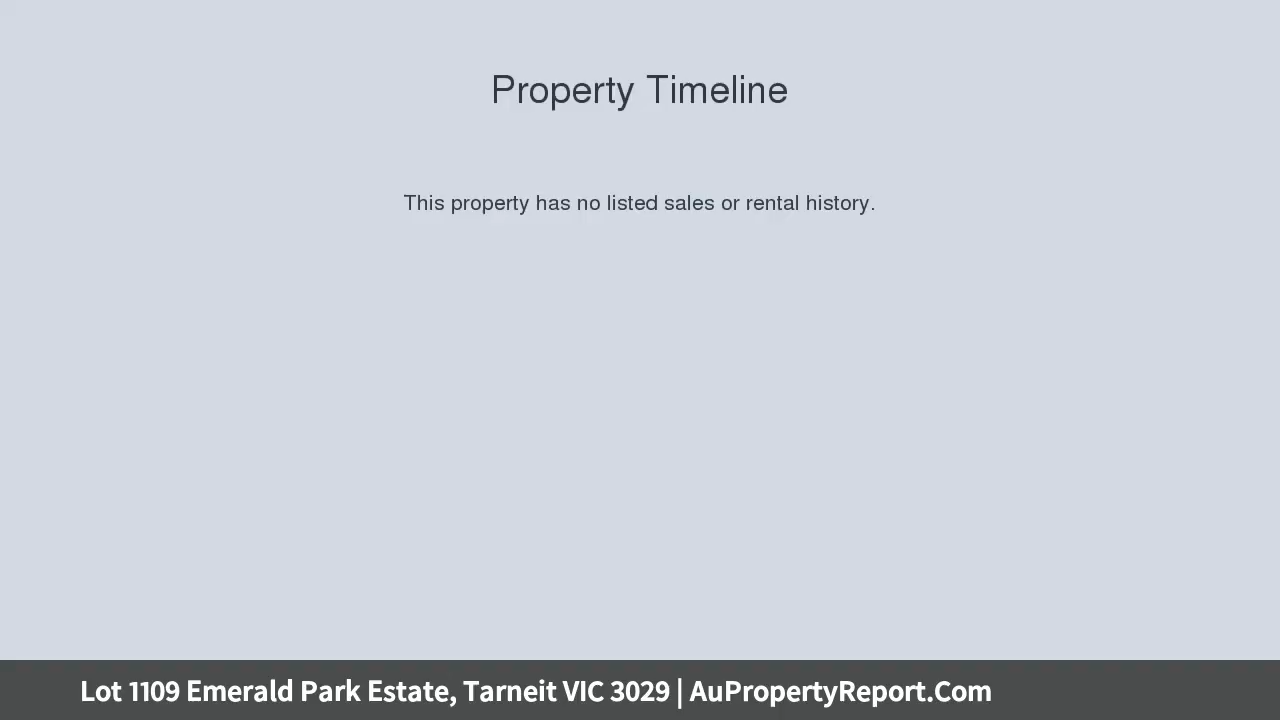 Property Timeline
This property has no listed sales or rental history.
Lot 1109 Emerald Park Estate, Tarneit VIC 3029 | AuPropertyReport.Com